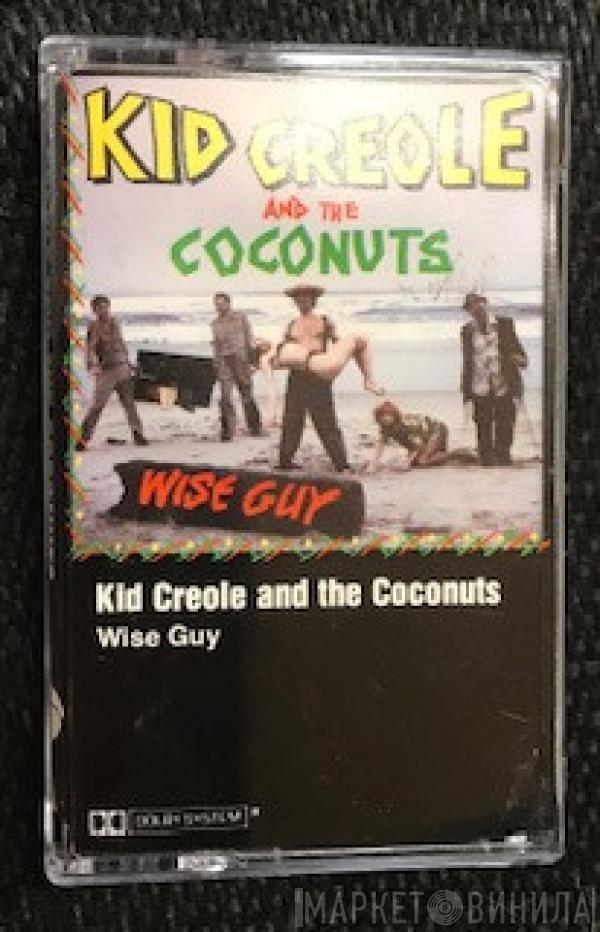 KID CREOLE
AND THE
COCONUTS
WISE GUY
Kid Creole and the Coconuts
Wise Guy
DOLBY SYSTEM
МАРКЕТ ВИНИЛА